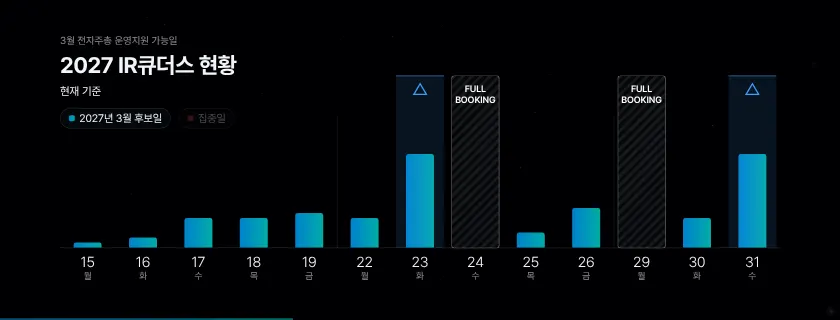 3월 전자주총 운영지원 가능일
2027 IR큐더스 현황
현재 기준
2027년 3월 후보일
집중일
△
FULL
BOOKING
FULL
BOOKING
△
15 16 17 18 19 22 23 24 25 26 29 30 31
월 화 수 목 금 월 화 수 목 금 월 화 수